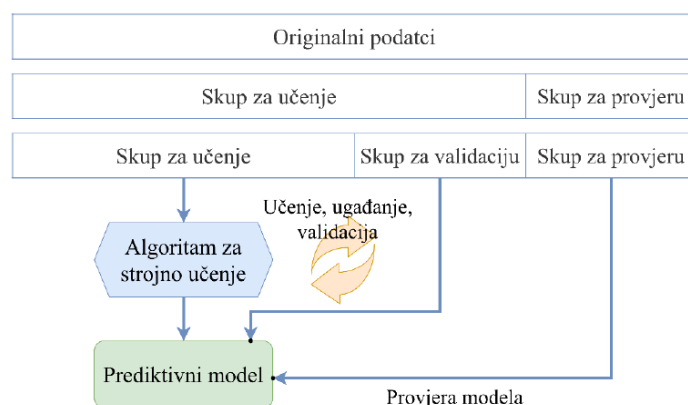 Originalni podatci
Skup za učenje
Skup za provjeru
Skup za učenje
Skup za validaciju
Skup za provjeru
Učenje, ugađanje,
validacija
Algoritam za
strojno učenje
Prediktivni model
Provjera modela